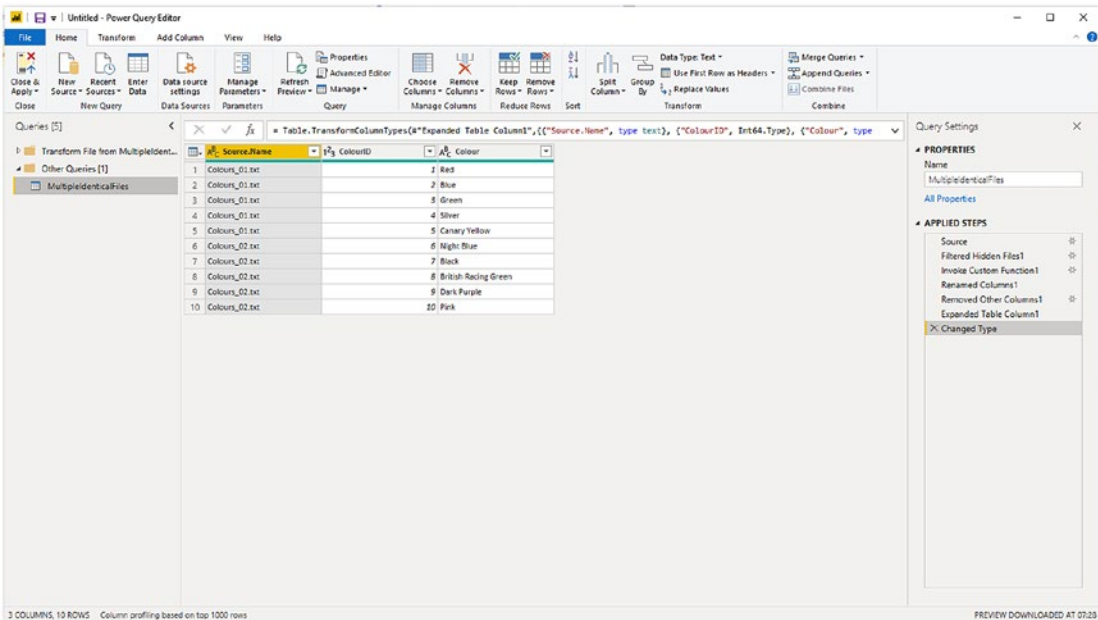 Untitled - Power Query Editor
File Home Transform Add Column View Help
Close & Apply
New Source
Recent Sources
Enter Data
Data source settings
Manage Parameters
Refresh Preview
Properties
Advanced Editor
Manage
Choose Columns
Remove Columns
Keep Rows
Remove Rows
Split Column
Group By
Data Type: Text
Use First Row as Headers
Replace Values
Merge Queries
Append Queries
Combine Files
Close New Query Data Sources Parameters Query Manage Columns Reduce Rows Sort Transform Combine
Queries [5]
Transform File from MultipleIdent...
Other Queries [1]
MultipleIdenticalFiles
= Table.TransformColumnTypes(#"Expanded Table Column1",{{"Source.Name", type text}, {"ColourID", Int64.Type}, {"Colour", type
Source.Name ColourID Colour
1 Colours_01.txt 1 Red
2 Colours_01.txt 2 Blue
3 Colours_01.txt 3 Green
4 Colours_01.txt 4 Silver
5 Colours_01.txt 5 Canary Yellow
6 Colours_02.txt 6 Night Blue
7 Colours_02.txt 7 Black
8 Colours_02.txt 8 British Racing Green
9 Colours_02.txt 9 Dark Purple
10 Colours_02.txt 10 Pink
Query Settings
PROPERTIES
Name
MultipleIdenticalFiles
All Properties
APPLIED STEPS
Source
Filtered Hidden Files1
Invoke Custom Function1
Renamed Columns1
Removed Other Columns1
Expanded Table Column1
Changed Type
3 COLUMNS, 10 ROWS Column profiling based on top 1000 rows
PREVIEW DOWNLOADED AT 07:28